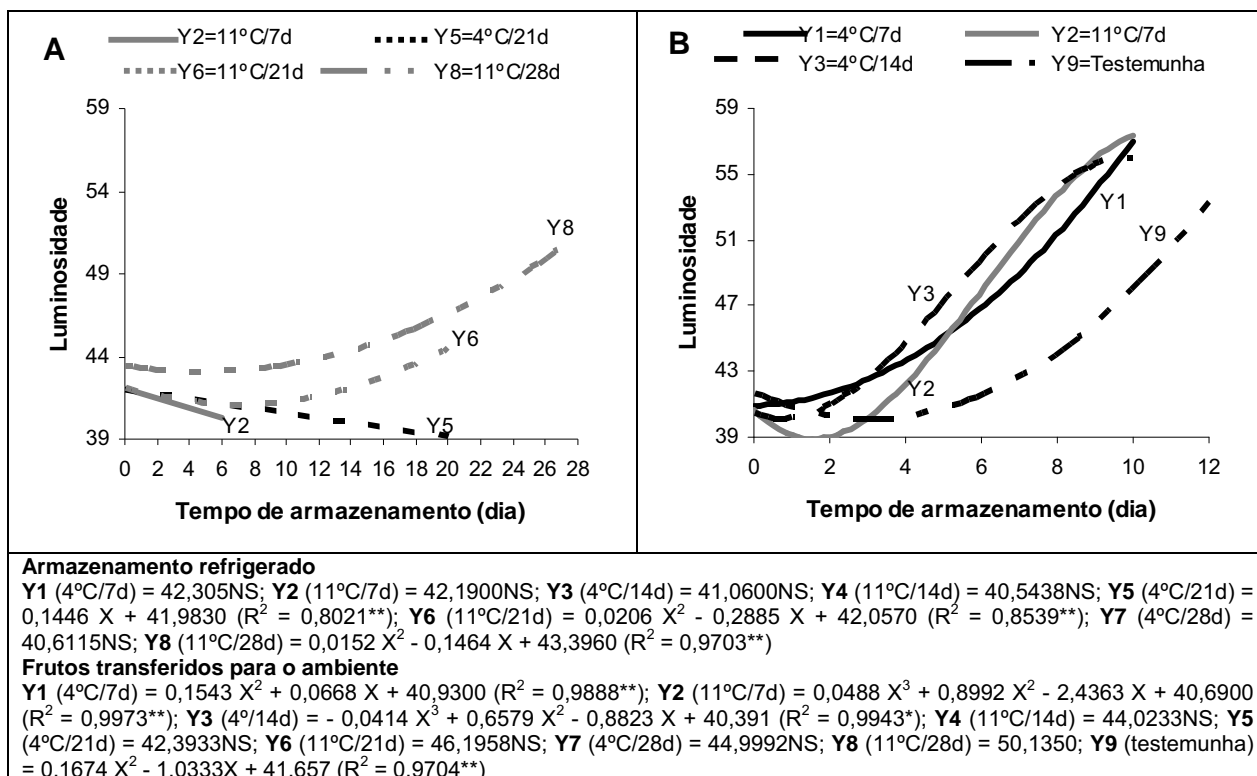 A
Y2=11ºC/7d Y5=4ºC/21d
Y6=11ºC/21d Y8=11ºC/28d
59
54
49
44
39
Luminosidade
Y8
Y6
Y2
Y5
0 2 4 6 8 10 12 14 16 18 20 22 24 26 28
Tempo de armazenamento (dia)
B
Y1=4ºC/7d Y2=11ºC/7d
Y3=4ºC/14d Y9=Testemunha
59
55
51
47
43
39
Luminosidade
Y1
Y9
Y3
Y2
0 2 4 6 8 10 12
Tempo de armazenamento (dia)
Armazenamento refrigerado
Y1 (4ºC/7d) = 42,305NS; Y2 (11ºC/7d) = 42,1900NS; Y3 (4ºC/14d) = 41,0600NS; Y4 (11ºC/14d) = 40,5438NS; Y5 (4ºC/21d) =
0,1446 X + 41,9830 (R² = 0,8021**); Y6 (11ºC/21d) = 0,0206 X² - 0,2885 X + 42,0570 (R² = 0,8539**); Y7 (4ºC/28d) =
40,6115NS; Y8 (11ºC/28d) = 0,0152 X² - 0,1464 X + 43,3960 (R² = 0,9703**)
Frutos transferidos para o ambiente
Y1 (4ºC/7d) = 0,1543 X² + 0,0668 X + 40,9300 (R² = 0,9888**); Y2 (11ºC/7d) = 0,0488 X³ + 0,8992 X² - 2,4363 X + 40,6900
(R² = 0,9973**); Y3 (4º/14d) = - 0,0414 X³ + 0,6579 X² - 0,8823 X + 40,391 (R² = 0,9943*); Y4 (11ºC/14d) = 44,0233NS; Y5
(4ºC/21d) = 42,3933NS; Y6 (11ºC/21d) = 46,1958NS; Y7 (4ºC/28d) = 44,9992NS; Y8 (11ºC/28d) = 50,1350; Y9 (testemunha)
= 0,1674 X² - 1,0333X + 41,657 (R² = 0,9704**)